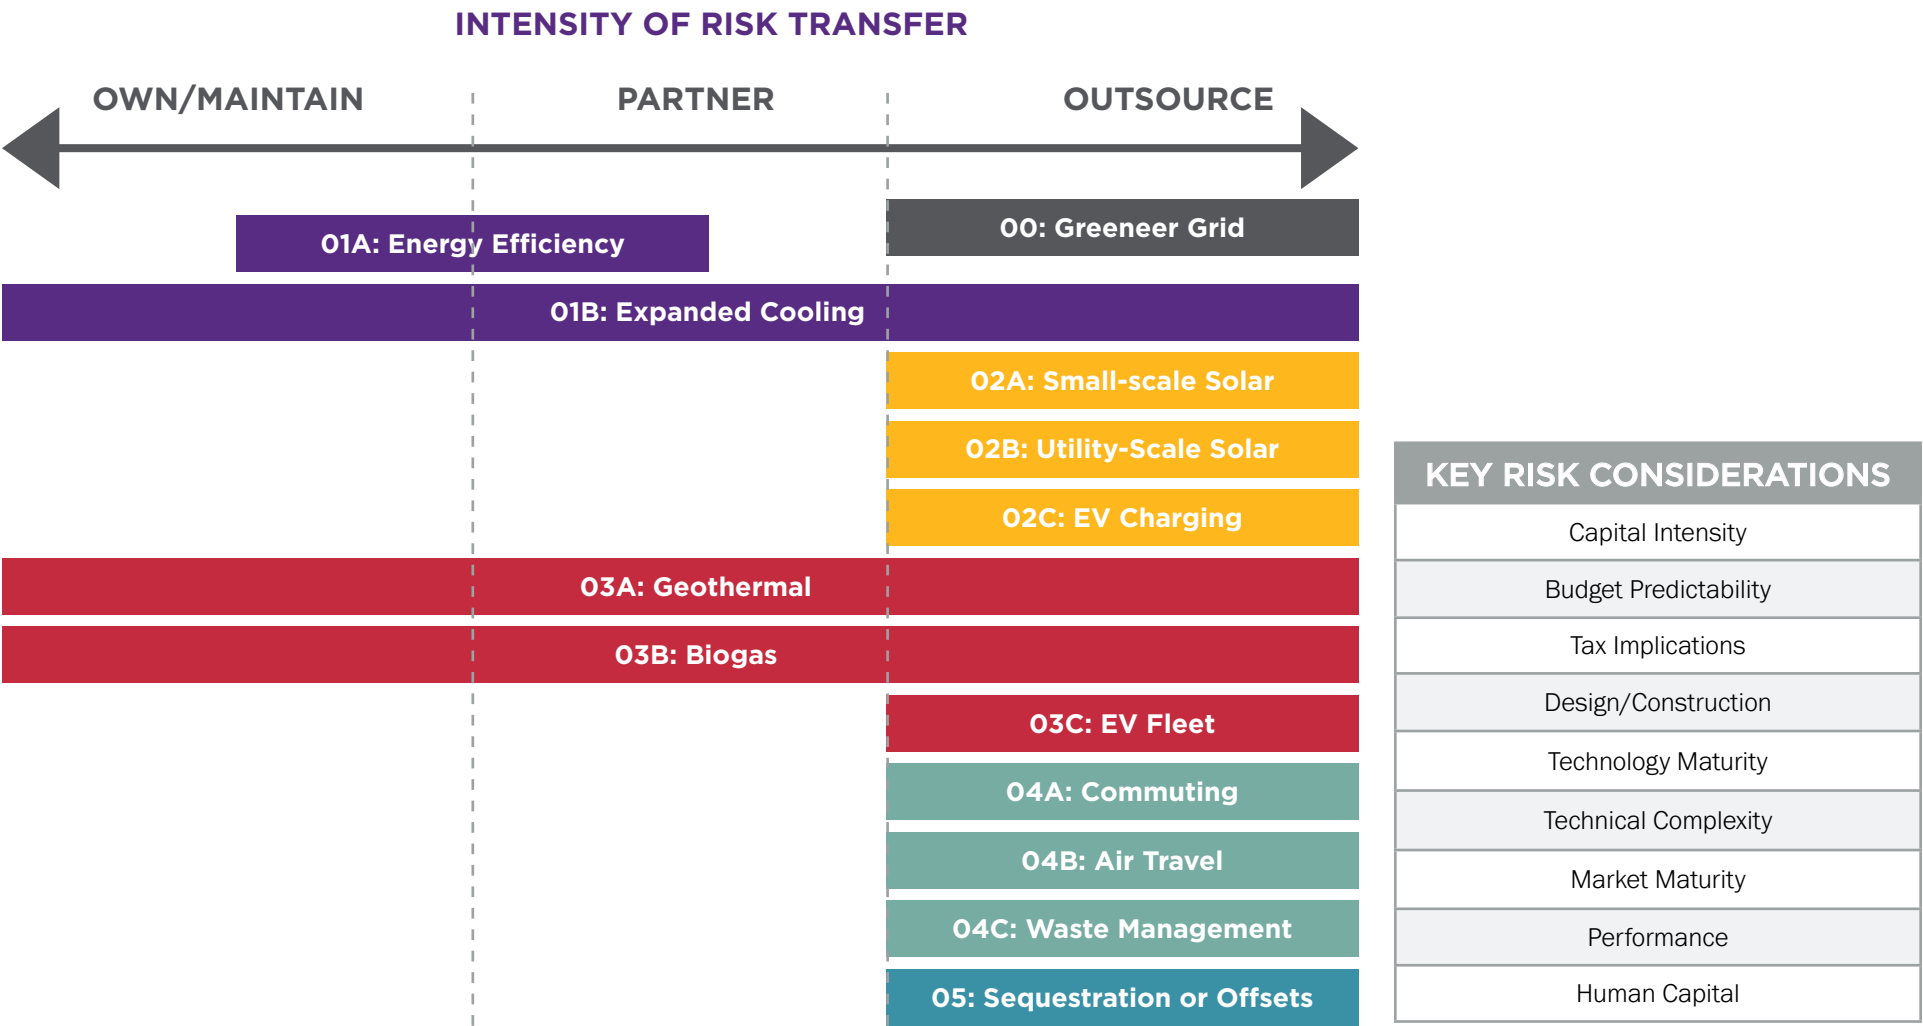 INTENSITY OF RISK TRANSFER
OWN/MAINTAIN
PARTNER
OUTSOURCE
00: Greeneer Grid
01A: Energy Efficiency
01B: Expanded Cooling
02A: Small-scale Solar
02B: Utility-Scale Solar
02C: EV Charging
03A: Geothermal
03B: Biogas
03C: EV Fleet
04A: Commuting
04B: Air Travel
04C: Waste Management
05: Sequestration or Offsets
KEY RISK CONSIDERATIONS
Capital Intensity
Budget Predictability
Tax Implications
Design/Construction
Technology Maturity
Technical Complexity
Market Maturity
Performance
Human Capital